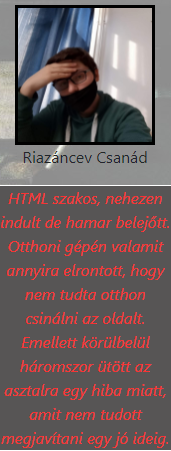 Riazáncev Csanád
HTML szakos, nehezen
indult de hamar belejőtt.
Otthoni gépén valamit
annyira elrontott, hogy
nem tudta otthon
csinálni az oldalt.
Emellett körülbelül
háromszor ütött az
asztalra egy hiba miatt,
amit nem tudott
megjavítani egy jó ideig.